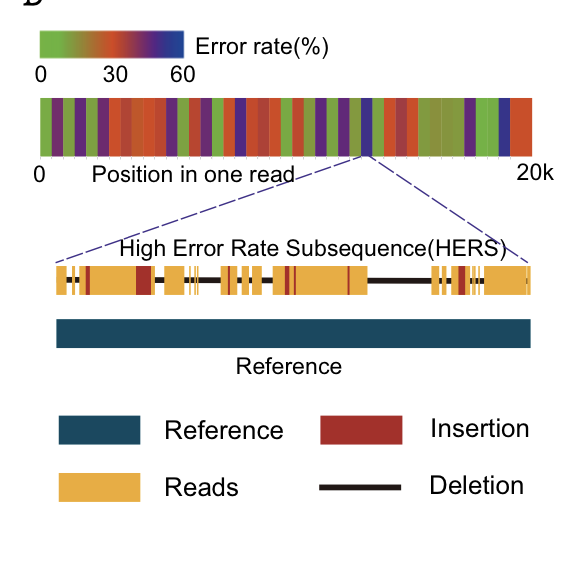 Error rate(%)
0 30 60
0 Position in one read 20k
High Error Rate Subsequence(HERS)
Reference
Reference Insertion
Reads Deletion